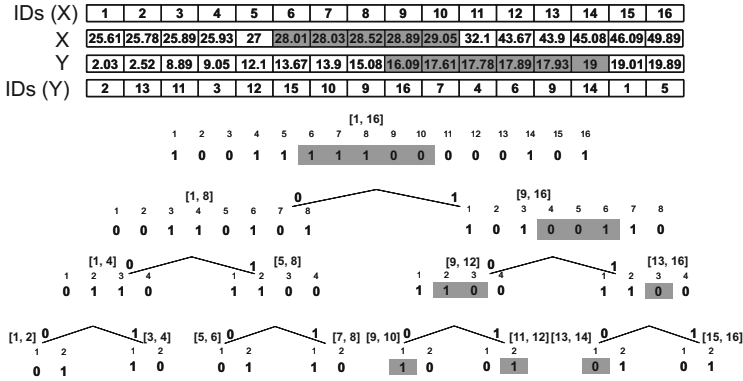 IDs (X) 1 2 3 4 5 6 7 8 9 10 11 12 13 14 15 16
X 25.61 25.78 25.89 25.93 27 28.01 28.03 28.52 28.89 29.05 32.1 43.67 43.9 45.08 46.09 49.89
Y 2.03 2.52 8.89 9.05 12.1 13.67 13.9 15.08 16.09 17.61 17.78 17.89 17.93 19 19.01 19.89
IDs (Y) 2 13 11 3 12 15 10 9 16 7 4 6 9 14 1 5
[1, 16]
1 2 3 4 5 6 7 8 9 10 11 12 13 14 15 16
1 0 0 1 1 1 1 1 0 0 0 0 0 1 0 1
[1, 8] 0 1 [9, 16]
1 2 3 4 5 6 7 8 1 2 3 4 5 6 7 8
0 0 1 1 0 1 0 1 1 0 1 0 0 1 1 0
[1, 4] 0 1 [5, 8] [9, 12] 0 1 [13, 16]
1 2 3 4 1 2 3 4 1 2 3 4 1 2 3 4
0 1 1 0 1 1 0 0 1 1 0 0 1 1 0 0
[1, 2] 0 1 [3, 4] [5, 6] 0 1 [7, 8] [9, 10] 0 1 [11, 12] [13, 14] 0 1 [15, 16]
1 2 1 2 1 2 1 2 1 2 1 2 1 2 1 2
0 1 1 0 0 1 1 0 1 0 0 1 0 1 0 1